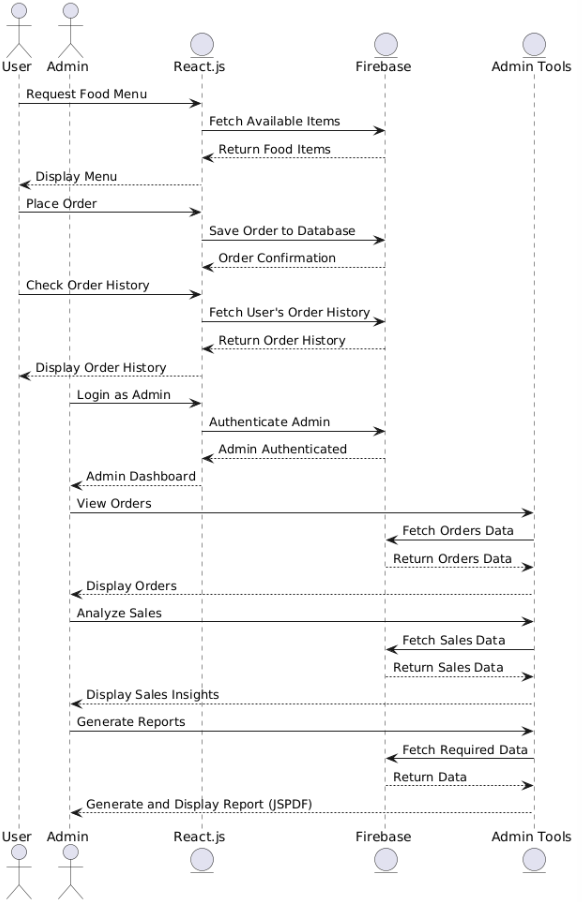 User
Admin
React.js
Firebase
Admin Tools
Request Food Menu
Fetch Available Items
Return Food Items
Display Menu
Place Order
Save Order to Database
Order Confirmation
Check Order History
Fetch User's Order History
Return Order History
Display Order History
Login as Admin
Authenticate Admin
Admin Authenticated
Admin Dashboard
View Orders
Fetch Orders Data
Return Orders Data
Display Orders
Analyze Sales
Fetch Sales Data
Return Sales Data
Display Sales Insights
Generate Reports
Fetch Required Data
Return Data
Generate and Display Report (JSPDF)
User
Admin
React.js
Firebase
Admin Tools